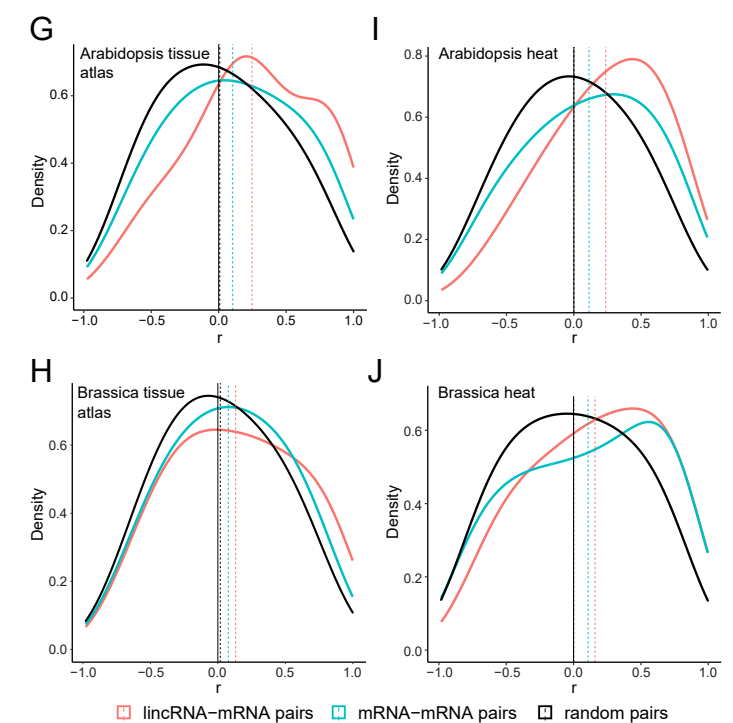 G
Arabidopsis tissue
atlas
Density
0.6
0.4
0.2
0.0
−1.0 −0.5 0.0 0.5 1.0
r
I
Arabidopsis heat
Density
0.8
0.6
0.4
0.2
0.0
−1.0 −0.5 0.0 0.5 1.0
r
H
Brassica tissue
atlas
Density
0.6
0.4
0.2
0.0
−1.0 −0.5 0.0 0.5 1.0
r
J
Brassica heat
Density
0.6
0.4
0.2
0.0
−1.0 −0.5 0.0 0.5 1.0
r
lincRNA−mRNA pairs mRNA−mRNA pairs random pairs